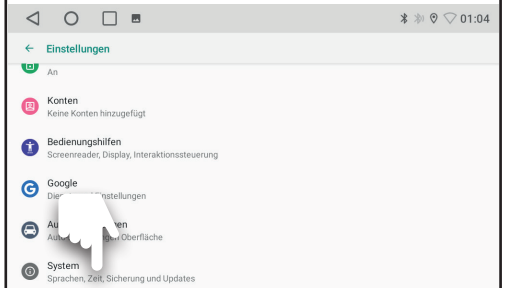 01:04
Einstellungen
An
Konten
Keine Konten hinzugefügt
Bedienungshilfen
Screenreader, Display, Interaktionssteuerung
Google
Einstellungen
Oberfläche
System
Sprachen, Zeit, Sicherung und Updates